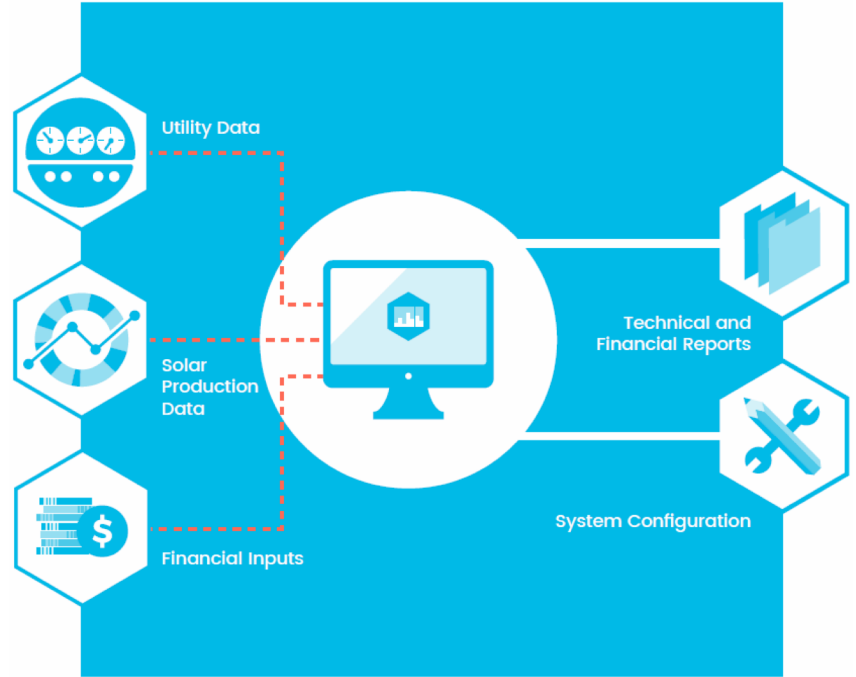 Utility Data
Solar
Production
Data
Financial Inputs
$
Technical and
Financial Reports
System Configuration